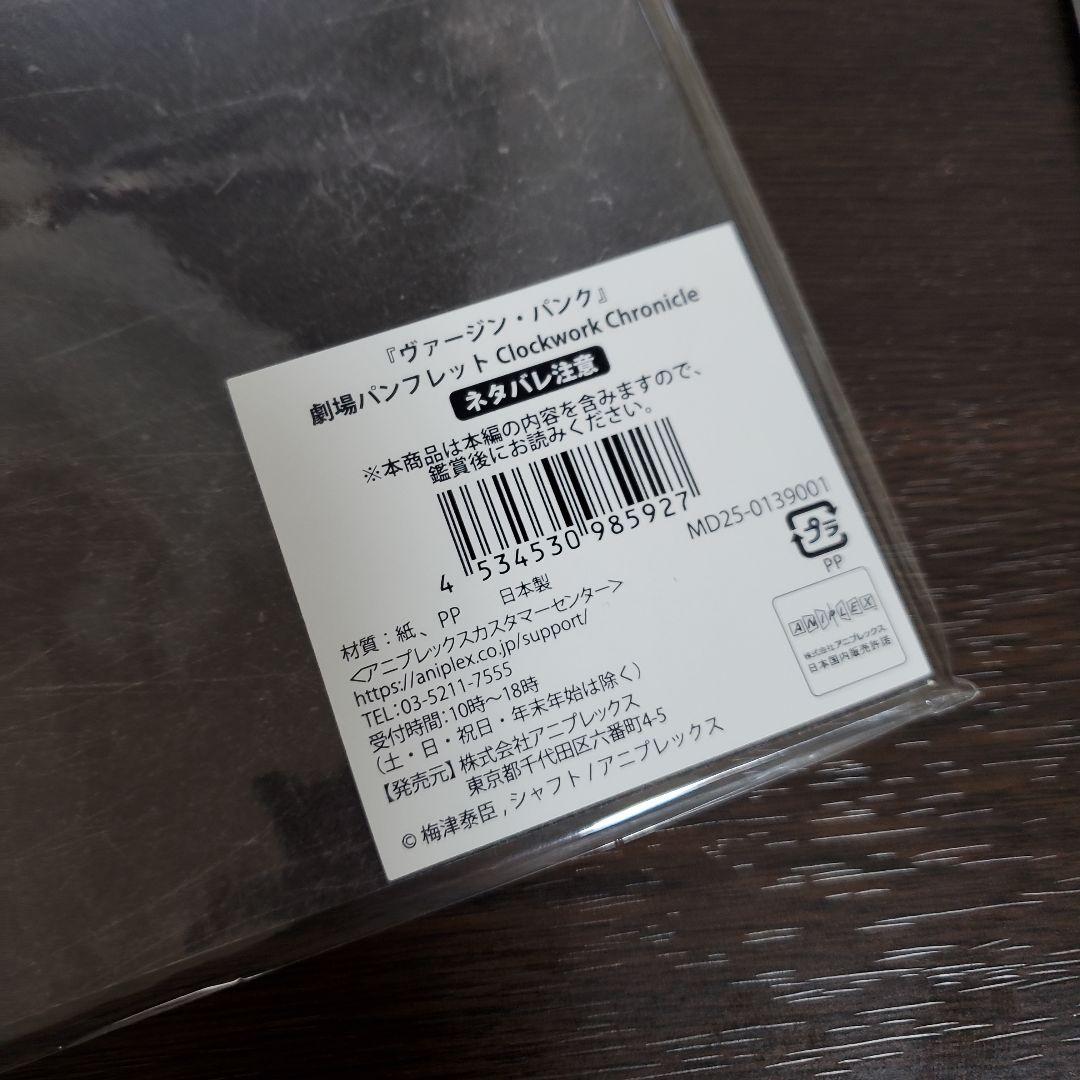 『ヴァージン・パンク』
劇場パンフレット Clockwork Chronicle
ネタバレ注意
※本商品は本編の内容を含みますので、
鑑賞後にお読みください。
4 534530 985927
MD25-0139001
プラ
PP
材質：紙、PP　日本製
<アニプレックスカスタマーセンター>
https://aniplex.co.jp/support/
TEL：03-5211-7555
受付時間：10時～18時
（土・日・祝日・年末年始は除く）
【発売元】株式会社アニプレックス
東京都千代田区六番町4-5
© 梅津泰臣 , シャフト / アニプレックス
ANIPLEX
株式会社アニプレックス
日本国内販売許諾